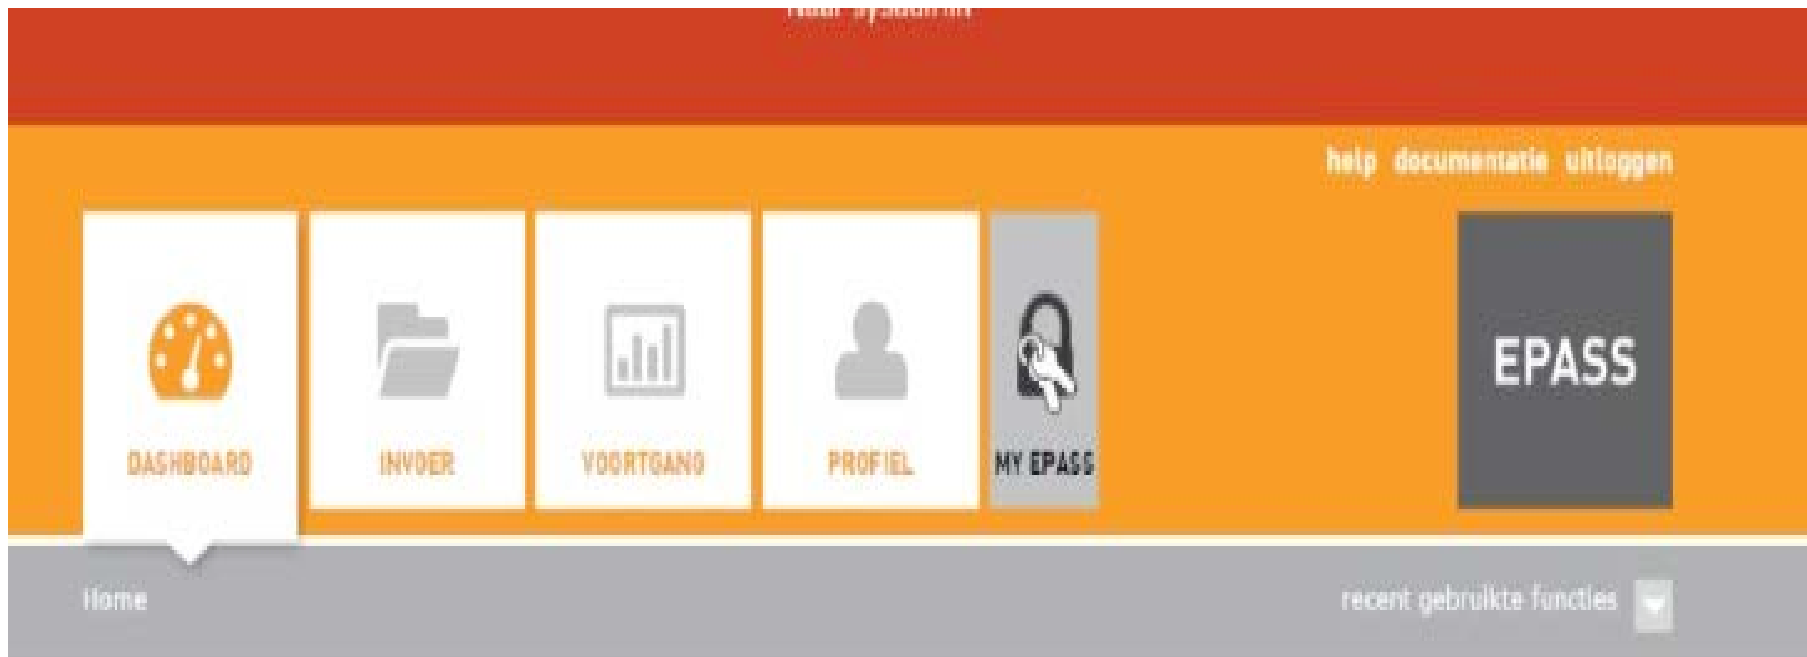 help documentatie uitloggen
EPASS
DASHBOARD INVOER VOORTGANG PROFIEL MY EPASS
Home recent gebruikte functies